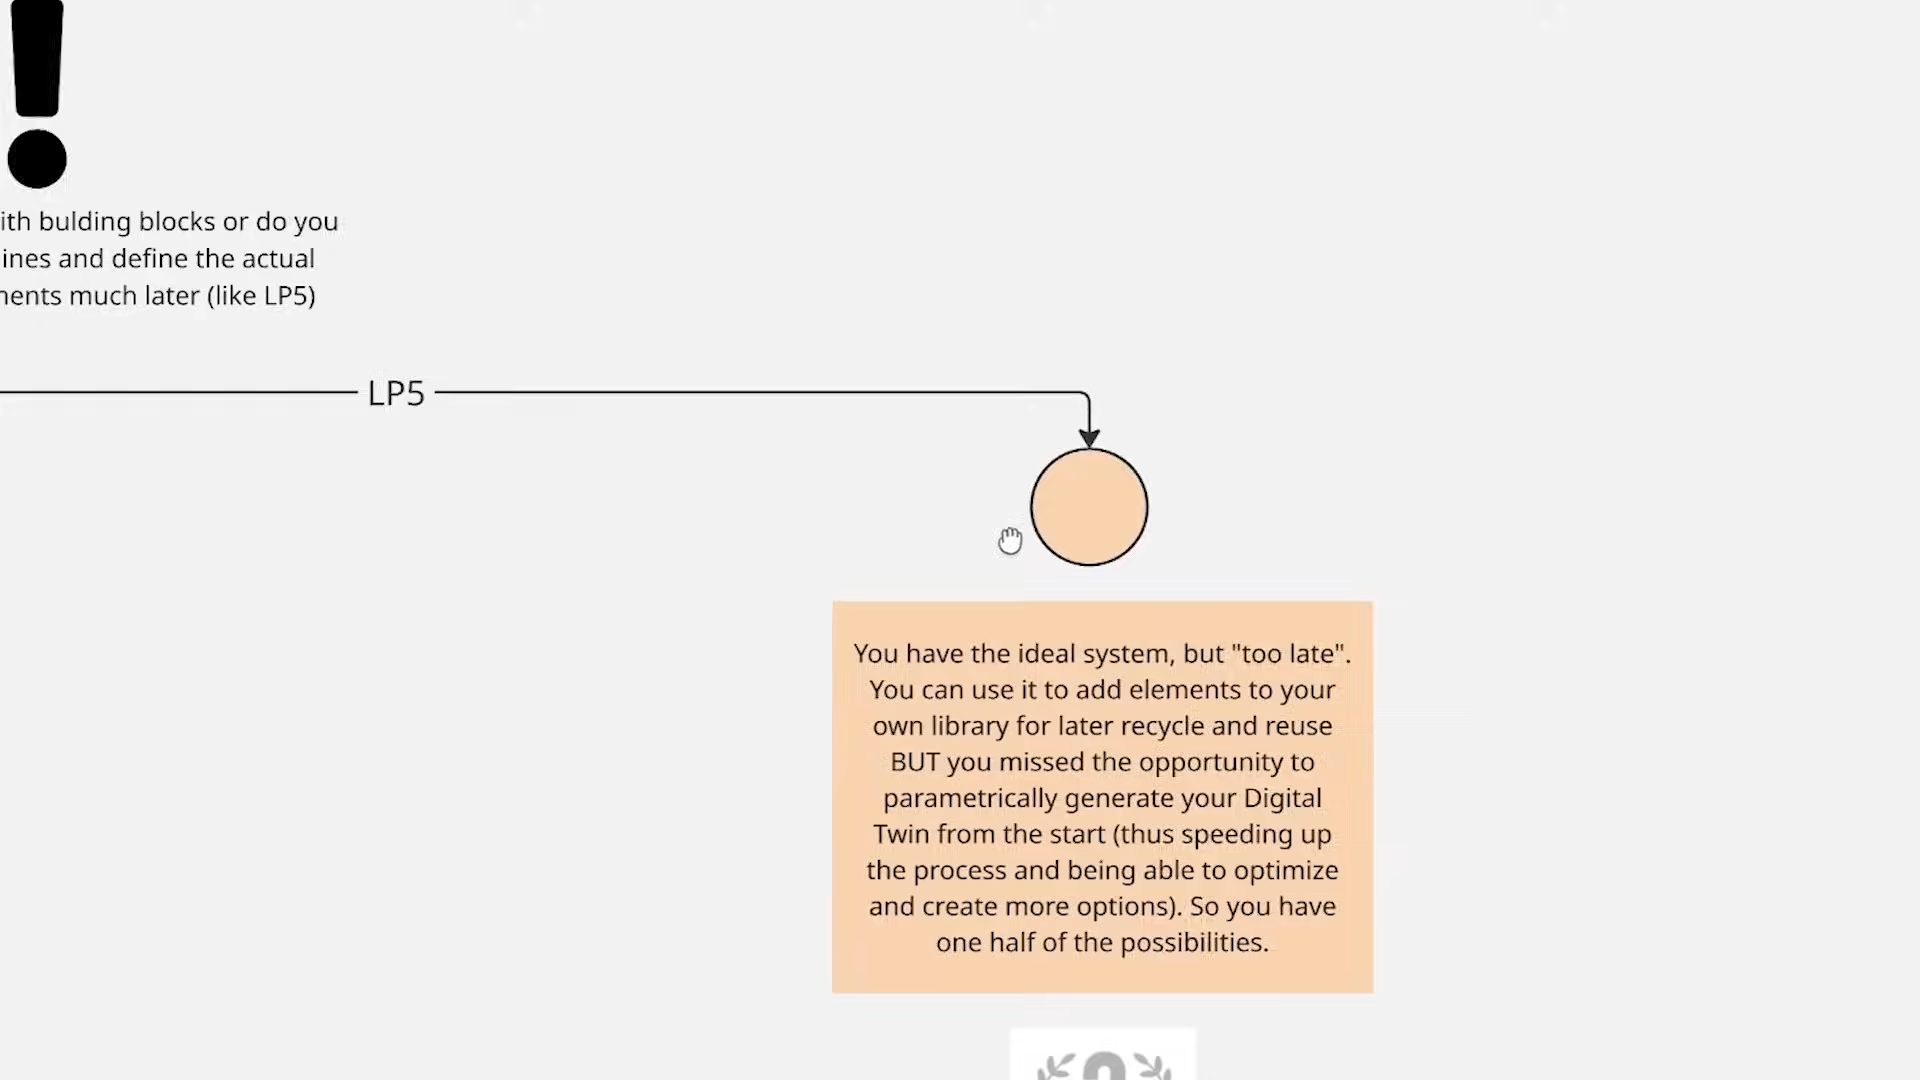 !
with bulding blocks or do you
lines and define the actual
much later (like LP5)
LP5
You have the ideal system, but "too late".
You can use it to add elements to your
own library for later recycle and reuse
BUT you missed the opportunity to
parametrically generate your Digital
Twin from the start (thus speeding up
the process and being able to optimize
and create more options). So you have
one half of the possibilities.